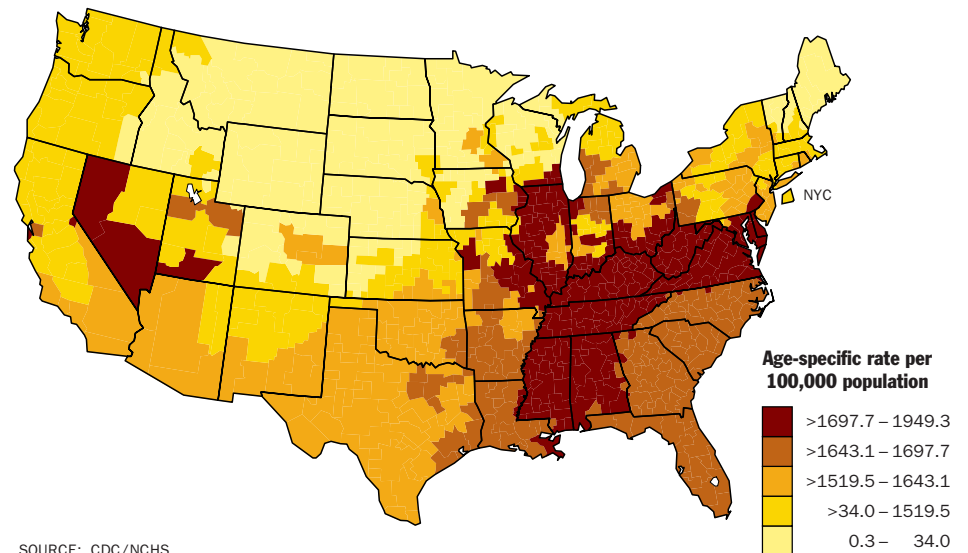 NYC
Age-specific rate per
100,000 population
>1697.7 – 1949.3
>1643.1 – 1697.7
>1519.5 – 1643.1
>34.0 – 1519.5
0.3 – 34.0
SOURCE: CDC/NCHS